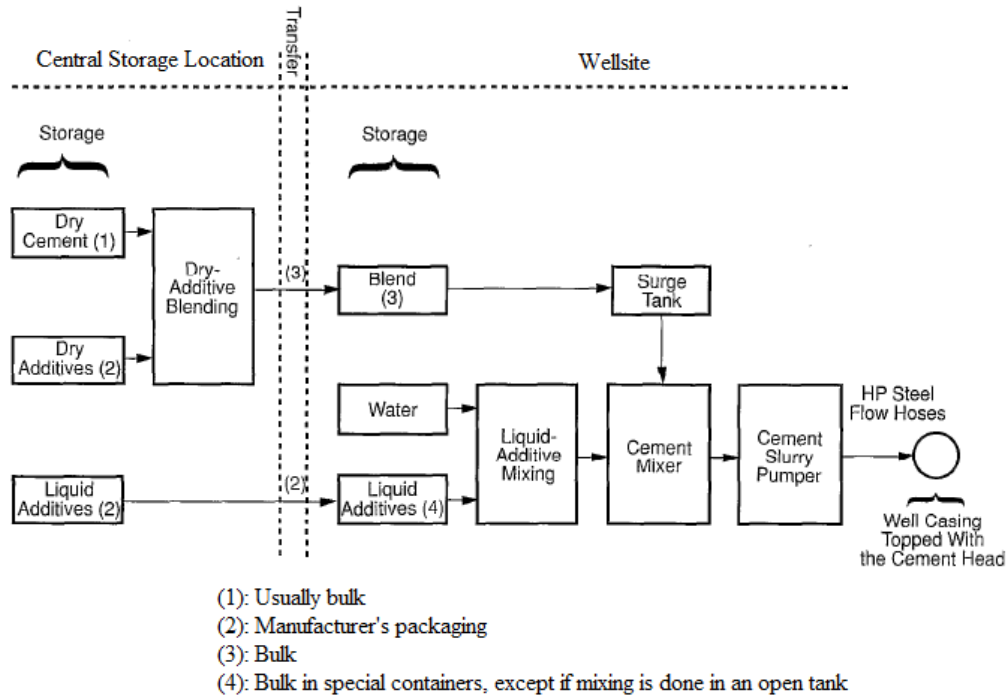 Central Storage Location
Transfer
Wellsite
Storage
Storage
Dry
Cement (1)
Dry-
Additive
Blending
(3)
Blend
(3)
Surge
Tank
Dry
Additives (2)
Water
Liquid-
Additive
Mixing
Cement
Mixer
Cement
Slurry
Pumper
HP Steel
Flow Hoses
Liquid
Additives (2)
(2)
Liquid
Additives (4)
Well Casing
Topped With
the Cement Head
(1): Usually bulk
(2): Manufacturer's packaging
(3): Bulk
(4): Bulk in special containers, except if mixing is done in an open tank